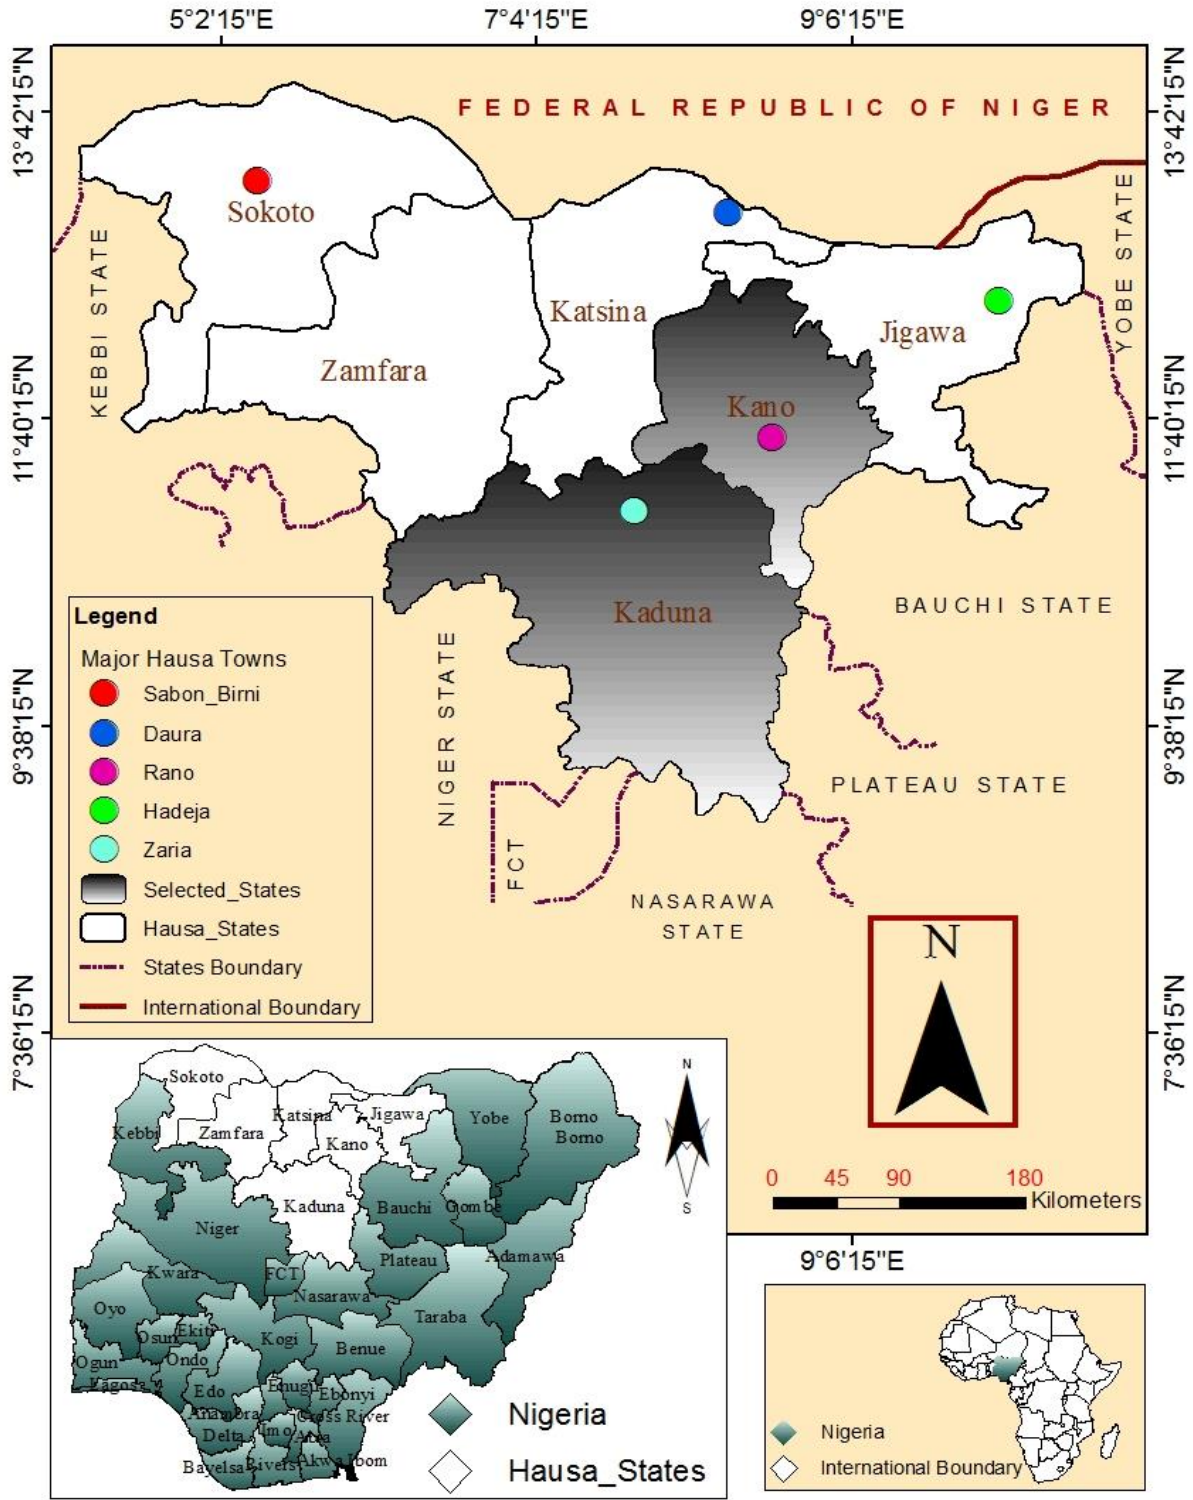 5°2'15"E
7°4'15"E
9°6'15"E
13°42'15"N
13°42'15"N
FEDERAL REPUBLIC OF NIGER
Sokoto
KEBBI STATE
YOBE STATE
Katsina
Jigawa
Zamfara
Kano
11°40'15"N
11°40'15"N
Kaduna
BAUCHI STATE
NIGER STATE
PLATEAU STATE
FCT
NASARAWA
STATE
9°38'15"N
9°38'15"N
Legend
Major Hausa Towns
Sabon_Birni
Daura
Rano
Hadeja
Zaria
Selected_States
Hausa_States
States Boundary
International Boundary
N
7°36'15"N
7°36'15"N
0 45 90 180
Kilometers
9°6'15"E
Sokoto
Katsina
Jigawa
Kebbi
Zamfara
Kano
Yobe
Borno
Borno
Kaduna
Bauchi
Gombe
Niger
Adamawa
Kwara
FCT
Plateau
Nasarawa
Oyo
Taraba
Osun
Ekiti
Kogi
Benue
Ogun
Ondo
Lagos
Edo
Enugu
Ebonyi
Anambra
Cross River
Delta
Imo
Abia
Bayelsa
Rivers
Akwa Ibom
N
S
Nigeria
Hausa_States
Nigeria
International Boundary